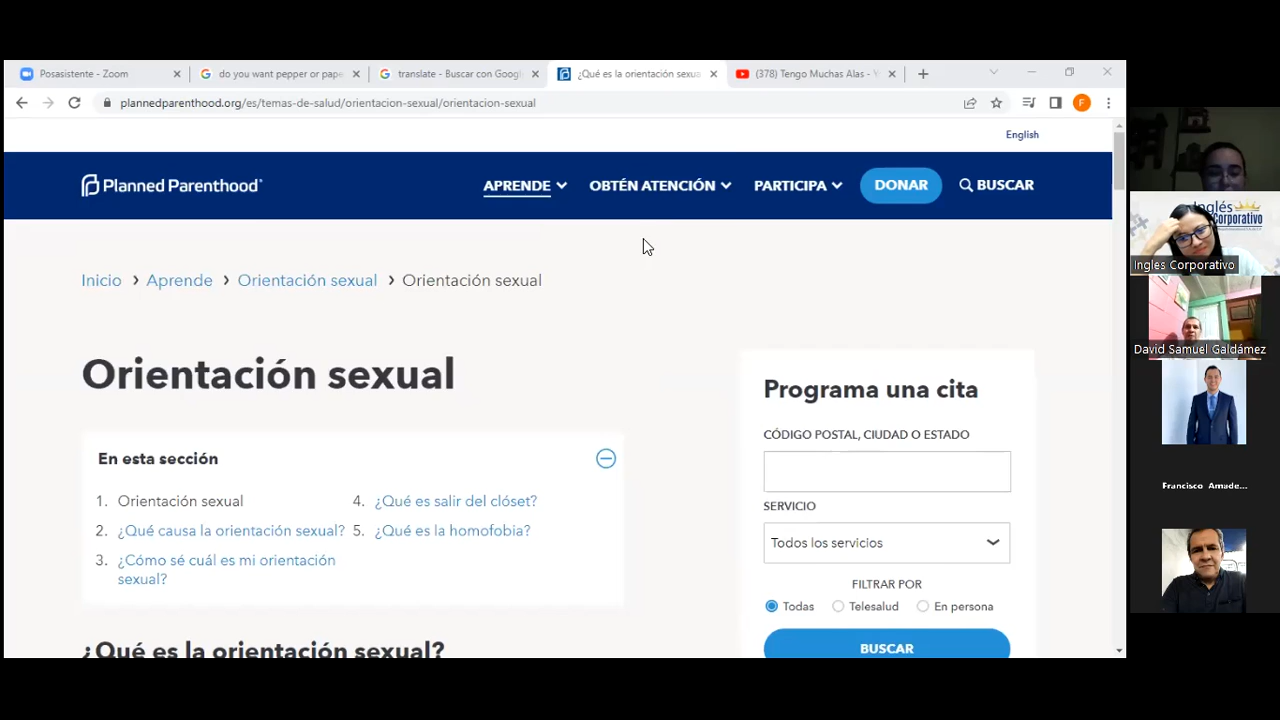 Posasistente - Zoom
do you want pepper or pape
translate - Buscar con Googl
¿Qué es la orientación sexua
(378) Tengo Muchas Alas - Y
plannedparenthood.org/es/temas-de-salud/orientacion-sexual/orientacion-sexual
F
English
Planned Parenthood
APRENDE
OBTÉN ATENCIÓN
PARTICIPA
DONAR
BUSCAR
Inicio > Aprende > Orientación sexual > Orientación sexual
Orientación sexual
En esta sección
1. Orientación sexual
2. ¿Qué causa la orientación sexual?
3. ¿Cómo sé cuál es mi orientación
sexual?
4. ¿Qué es salir del clóset?
5. ¿Qué es la homofobia?
¿Qué es la orientación sexual?
Programa una cita
CÓDIGO POSTAL, CIUDAD O ESTADO
SERVICIO
Todos los servicios
FILTRAR POR
Todas
Telesalud
En persona
BUSCAR
Inglés
Corporativo
Ingles Corporativo
David Samuel Galdámez
Francisco Amade...